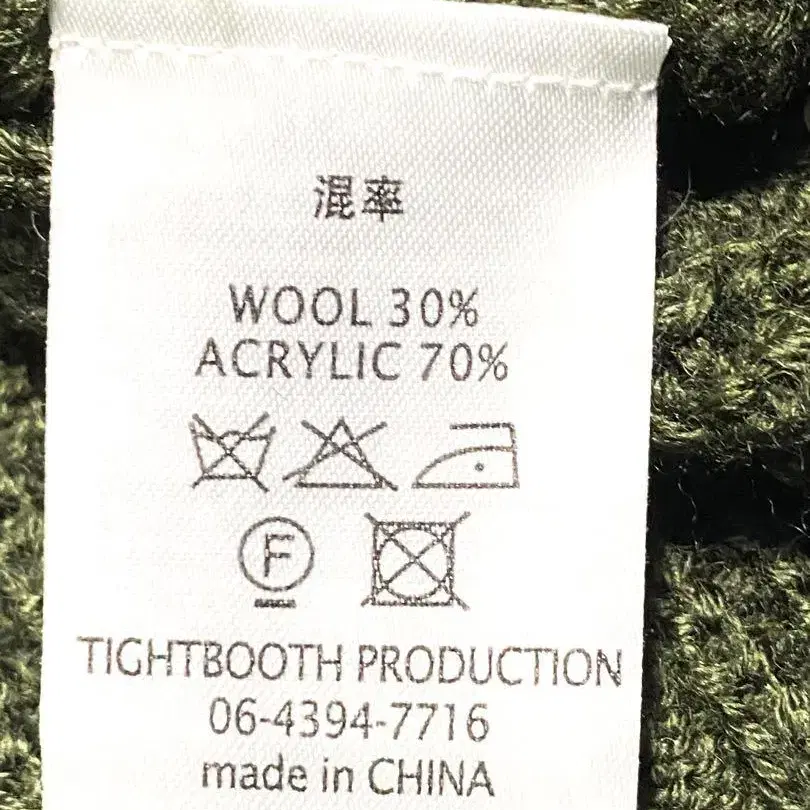 混率
WOOL 30%
ACRYLIC 70%
F
TIGHTBOOTH PRODUCTION
06-4394-7716
made in CHINA